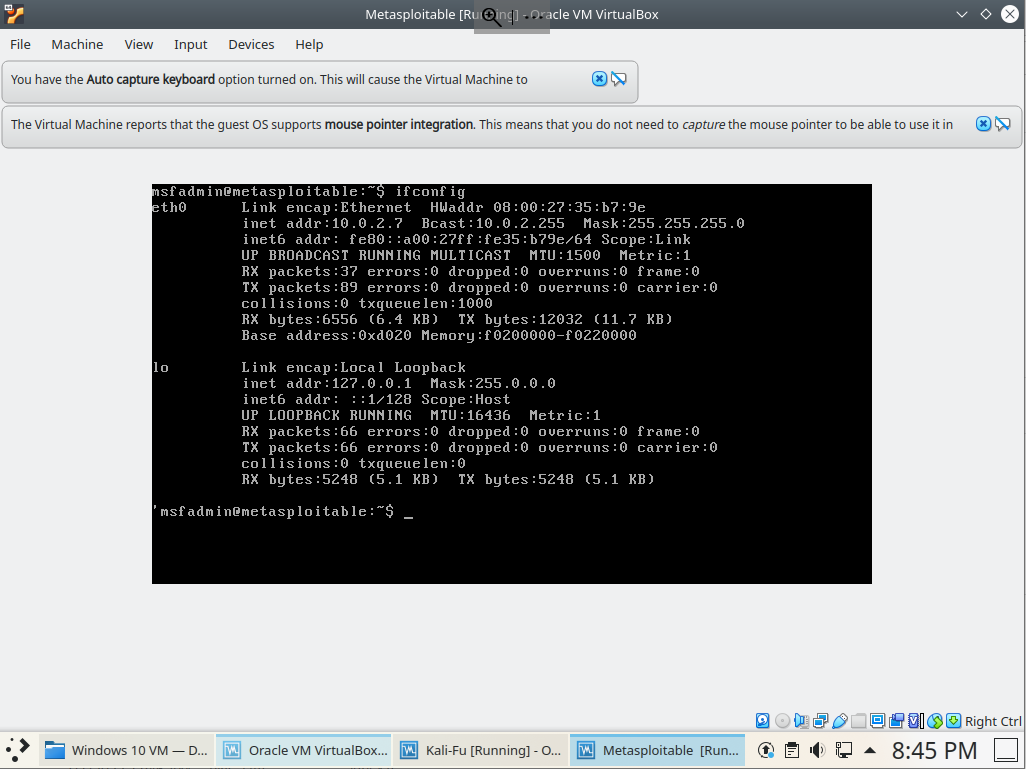 Metasploitable [Running] - Oracle VM VirtualBox
File Machine View Input Devices Help
You have the Auto capture keyboard option turned on. This will cause the Virtual Machine to
The Virtual Machine reports that the guest OS supports mouse pointer integration. This means that you do not need to capture the mouse pointer to be able to use it in
msfadmin@metasploitable:~$ ifconfig
eth0 Link encap:Ethernet HWaddr 08:00:27:35:b7:9e
inet addr:10.0.2.7 Bcast:10.0.2.255 Mask:255.255.255.0
inet6 addr: fe80::a00:27ff:fe35:b79e/64 Scope:Link
UP BROADCAST RUNNING MULTICAST MTU:1500 Metric:1
RX packets:37 errors:0 dropped:0 overruns:0 frame:0
TX packets:89 errors:0 dropped:0 overruns:0 carrier:0
collisions:0 txqueuelen:1000
RX bytes:6556 (6.4 KB) TX bytes:12032 (11.7 KB)
Base address:0xd020 Memory:f0200000-f0220000
lo Link encap:Local Loopback
inet addr:127.0.0.1 Mask:255.0.0.0
inet6 addr: ::1/128 Scope:Host
UP LOOPBACK RUNNING MTU:16436 Metric:1
RX packets:66 errors:0 dropped:0 overruns:0 frame:0
TX packets:66 errors:0 dropped:0 overruns:0 carrier:0
collisions:0 txqueuelen:0
RX bytes:5248 (5.1 KB) TX bytes:5248 (5.1 KB)
'msfadmin@metasploitable:~$ _
Right Ctrl
Windows 10 VM — D... Oracle VM VirtualBox... Kali-Fu [Running] - O... Metasploitable [Run... 8:45 PM